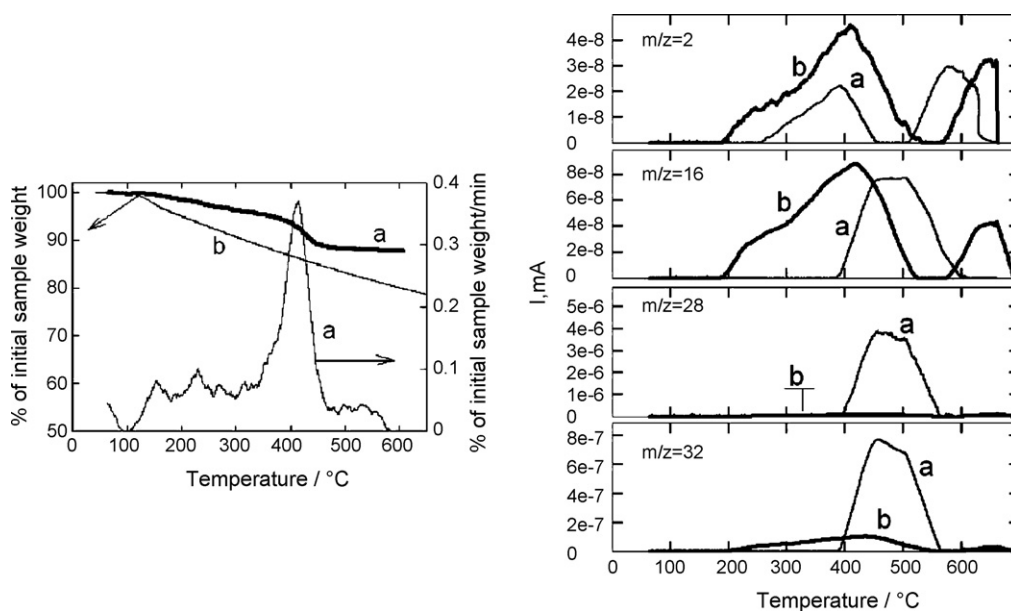 % of initial sample weight
100
90
80
70
60
50
a
b
a
0.4
0.3
0.2
0.1
0
% of initial sample weight/min
0 100 200 300 400 500 600
Temperature / °C
I,mA
m/z=2
4e-8
3e-8
2e-8
1e-8
0
b
a
m/z=16
8e-8
6e-8
4e-8
2e-8
0
b
a
m/z=28
5e-6
4e-6
3e-6
2e-6
1e-6
0
a
b
m/z=32
8e-7
6e-7
4e-7
2e-7
0
a
b
0 100 200 300 400 500 600
Temperature / °C